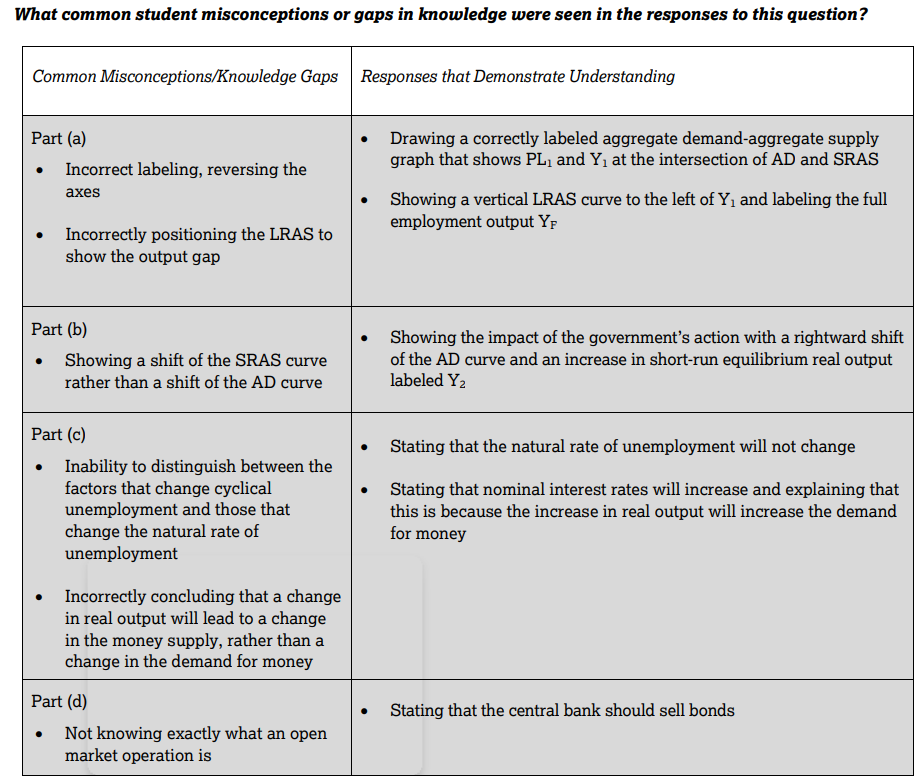 What common student misconceptions or gaps in knowledge were seen in the responses to this question?
Common Misconceptions/Knowledge Gaps
Responses that Demonstrate Understanding
Part (a)
• Incorrect labeling, reversing the
axes
• Incorrectly positioning the LRAS to
show the output gap
• Drawing a correctly labeled aggregate demand-aggregate supply
graph that shows PL₁ and Y₁ at the intersection of AD and SRAS
• Showing a vertical LRAS curve to the left of Y₁ and labeling the full
employment output Y_F
Part (b)
• Showing a shift of the SRAS curve
rather than a shift of the AD curve
• Showing the impact of the government's action with a rightward shift
of the AD curve and an increase in short-run equilibrium real output
labeled Y₂
Part (c)
• Inability to distinguish between the
factors that change cyclical
unemployment and those that
change the natural rate of
unemployment
• Incorrectly concluding that a change
in real output will lead to a change
in the money supply, rather than a
change in the demand for money
• Stating that the natural rate of unemployment will not change
• Stating that nominal interest rates will increase and explaining that
this is because the increase in real output will increase the demand
for money
Part (d)
• Not knowing exactly what an open
market operation is
• Stating that the central bank should sell bonds